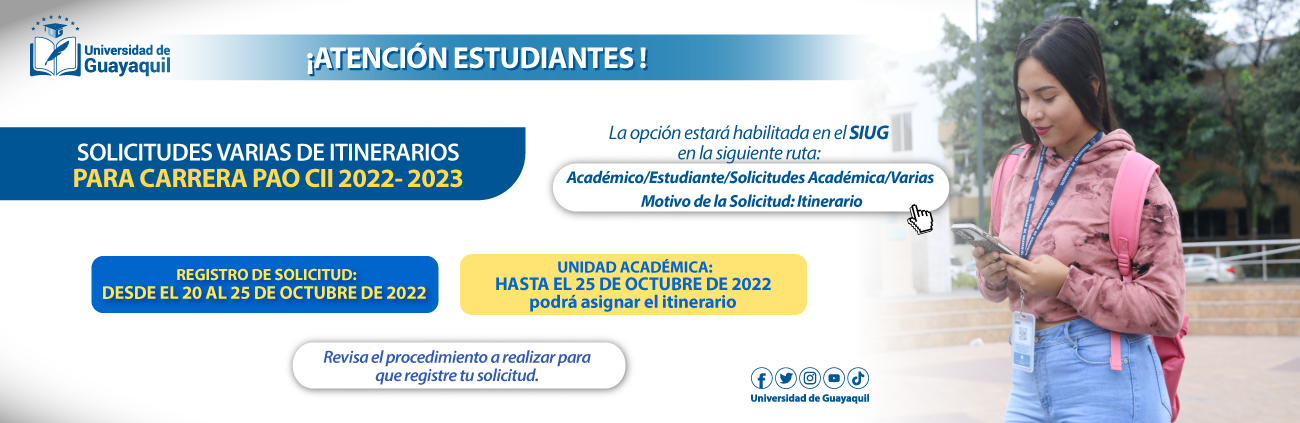 Universidad de
Guayaquil
¡ATENCIÓN ESTUDIANTES !
SOLICITUDES VARIAS DE ITINERARIOS
PARA CARRERA PAO CII 2022- 2023
La opción estará habilitada en el SIUG
en la siguiente ruta:
Académico/Estudiante/Solicitudes Académica/Varias
Motivo de la Solicitud: Itinerario
REGISTRO DE SOLICITUD:
DESDE EL 20 AL 25 DE OCTUBRE DE 2022
UNIDAD ACADÉMICA:
HASTA EL 25 DE OCTUBRE DE 2022
podrá asignar el itinerario
Revisa el procedimiento a realizar para
que registre tu solicitud.
Universidad de Guayaquil